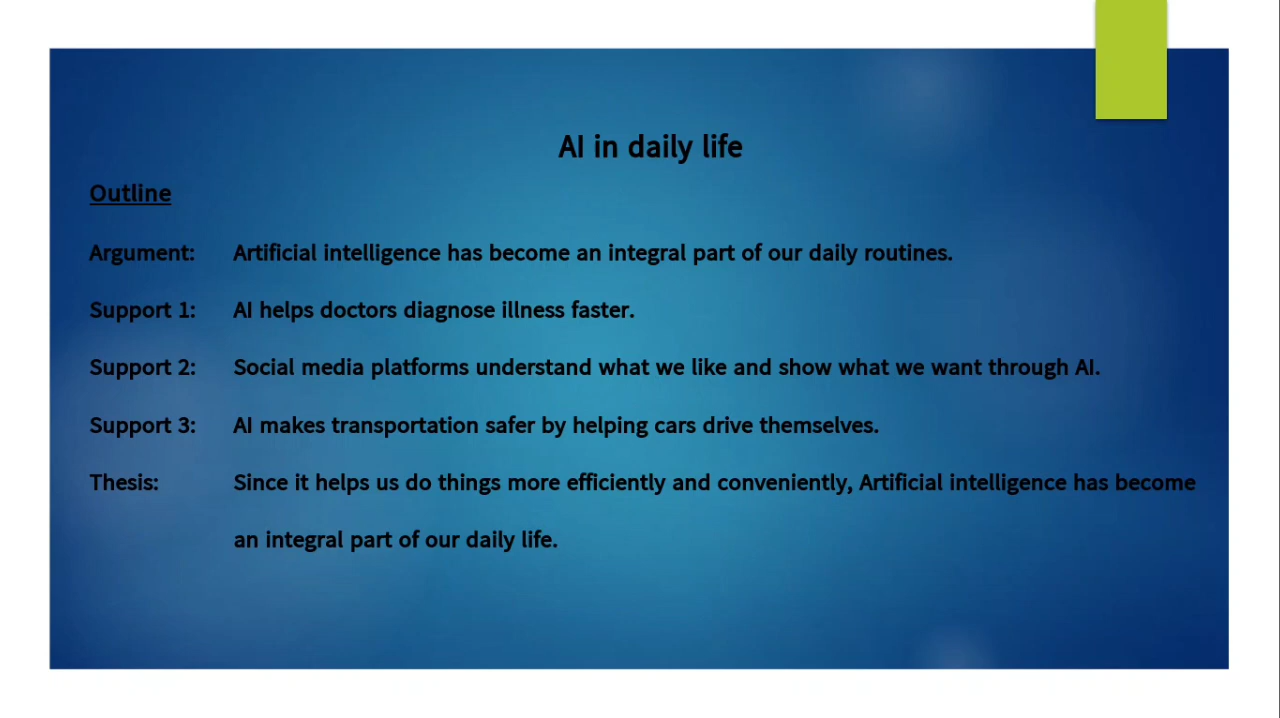 AI in daily life
Outline
Argument: Artificial intelligence has become an integral part of our daily routines.
Support 1: AI helps doctors diagnose illness faster.
Support 2: Social media platforms understand what we like and show what we want through AI.
Support 3: AI makes transportation safer by helping cars drive themselves.
Thesis: Since it helps us do things more efficiently and conveniently, Artificial intelligence has become
an integral part of our daily life.